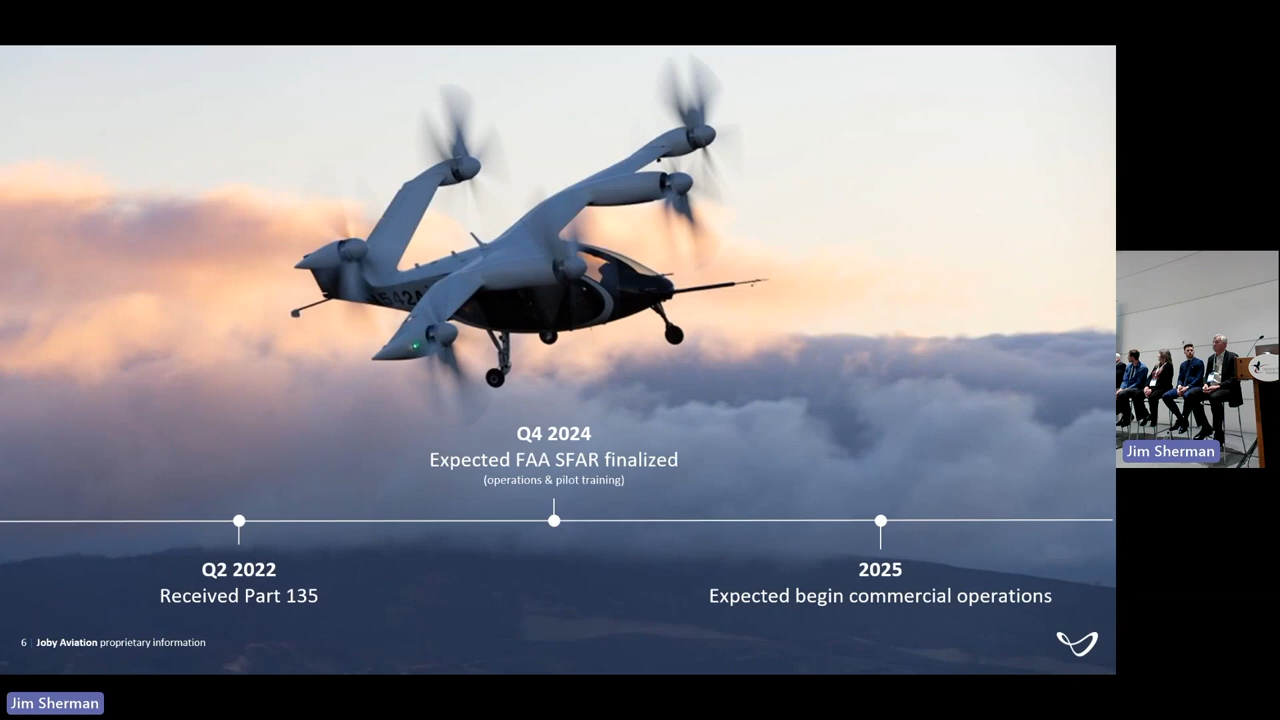 542A
Q4 2024
Expected FAA SFAR finalized
(operations & pilot training)
Q2 2022
Received Part 135
2025
Expected begin commercial operations
6 | Joby Aviation proprietary information
Jim Sherman
Jim Sherman